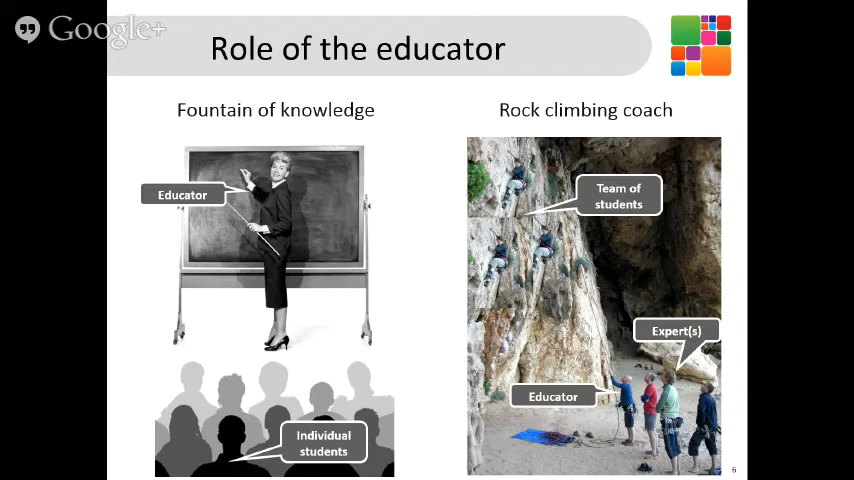 Google+
Role of the educator
Fountain of knowledge
Rock climbing coach
Educator
Team of
students
Expert(s)
Educator
Individual
students
6